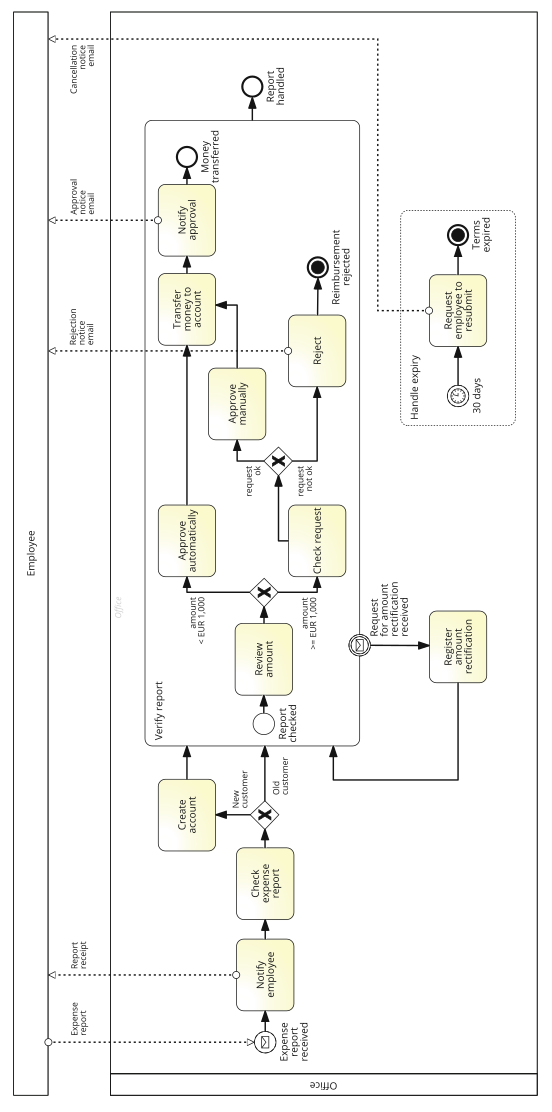 Employee
Expense
report
Report
receipt
Rejection
notice
email
Approval
notice
email
Cancellation
notice
email
Office
Office
Expense
report
received
Notify
employee
Check
expense
report
New
customer
Old
customer
Create
account
Verify report
Report
checked
Review
amount
amount
< EUR 1,000
amount
>= EUR 1,000
Approve
automatically
Check request
request
ok
request
not ok
Approve
manually
Reject
Reimbursement
rejected
Transfer
money to
account
Notify
approval
Money
transferred
Report
handled
Request
for amount
rectification
received
Register
amount
rectification
Handle expiry
30 days
Request
employee to
resubmit
Terms
expired